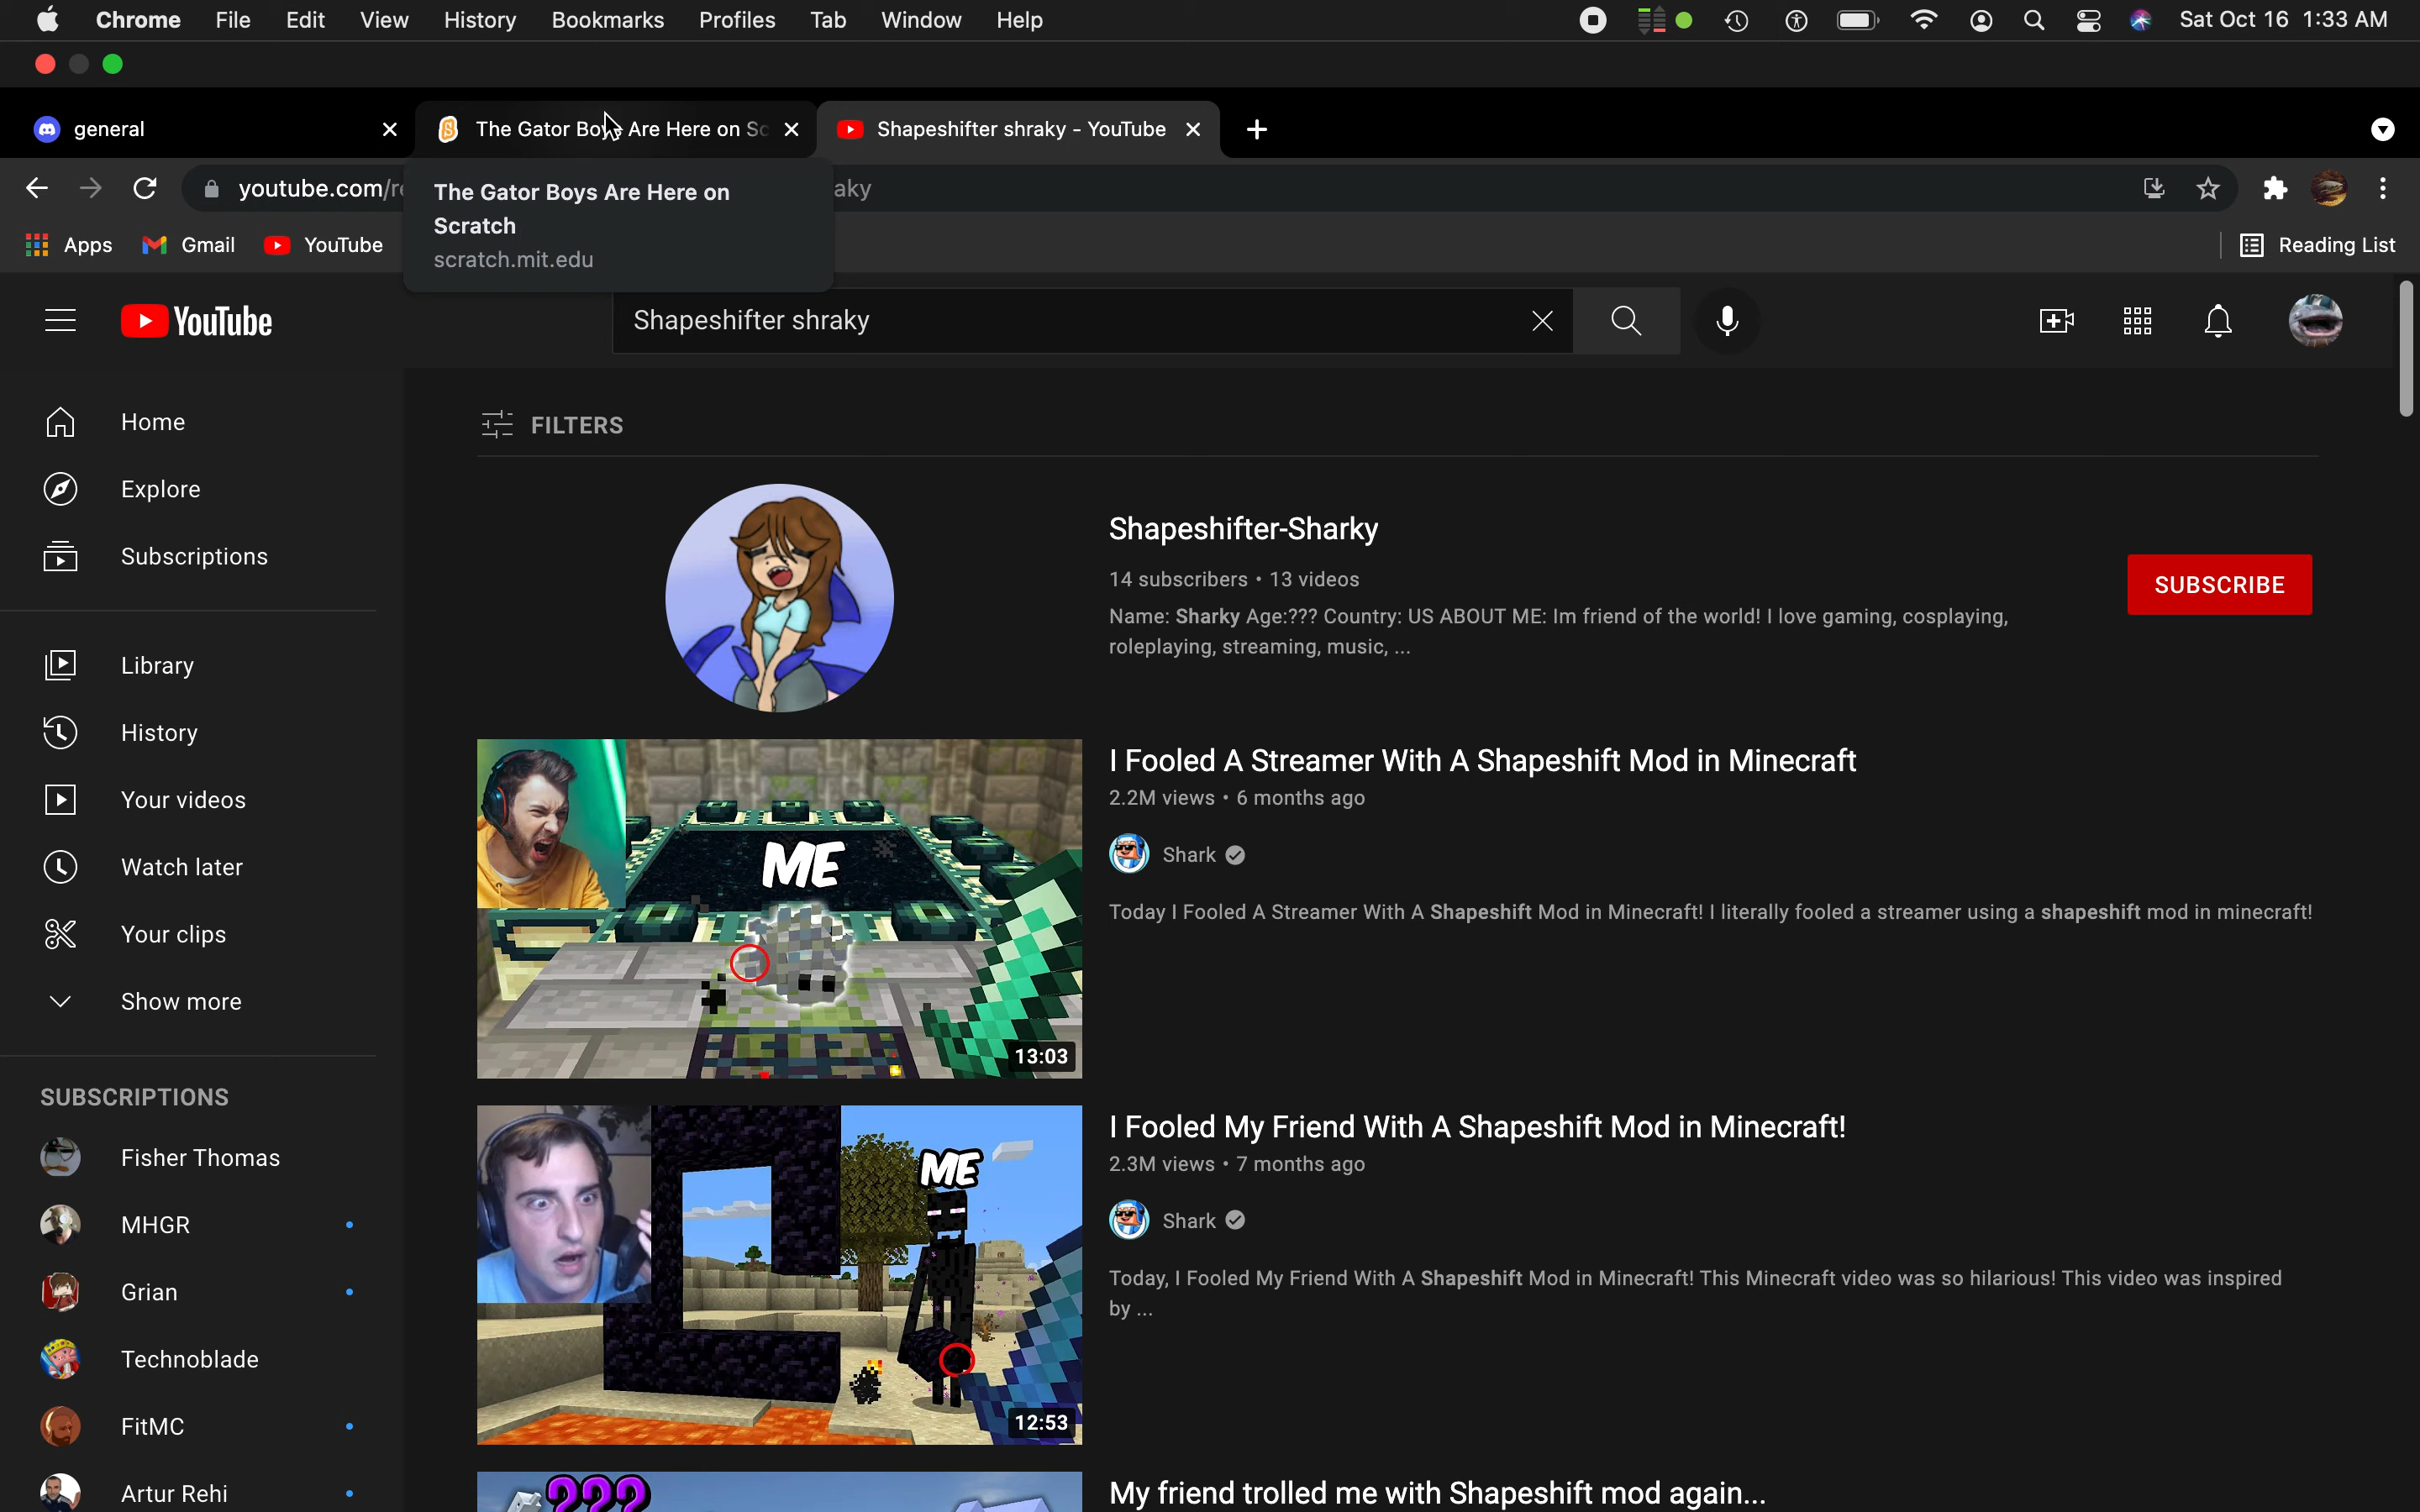 Chrome File Edit View History Bookmarks Profiles Tab Window Help Sat Oct 16 1:33 AM
general The Gator Boys Are Here on Sc Shapeshifter shraky - YouTube
youtube.com/re aky
The Gator Boys Are Here on
Scratch
scratch.mit.edu
Apps Gmail YouTube Reading List
YouTube Shapeshifter shraky
Home
Explore
Subscriptions
Library
History
Your videos
Watch later
Your clips
Show more
SUBSCRIPTIONS
Fisher Thomas
MHGR
Grian
Technoblade
FitMC
Artur Rehi
FILTERS
Shapeshifter-Sharky
14 subscribers • 13 videos
Name: Sharky Age:??? Country: US ABOUT ME: Im friend of the world! I love gaming, cosplaying,
roleplaying, streaming, music, ...
SUBSCRIBE
ME
13:03
I Fooled A Streamer With A Shapeshift Mod in Minecraft
2.2M views • 6 months ago
Shark
Today I Fooled A Streamer With A Shapeshift Mod in Minecraft! I literally fooled a streamer using a shapeshift mod in minecraft!
ME
12:53
I Fooled My Friend With A Shapeshift Mod in Minecraft!
2.3M views • 7 months ago
Shark
Today, I Fooled My Friend With A Shapeshift Mod in Minecraft! This Minecraft video was so hilarious! This video was inspired
by ...
???
My friend trolled me with Shapeshift mod again...